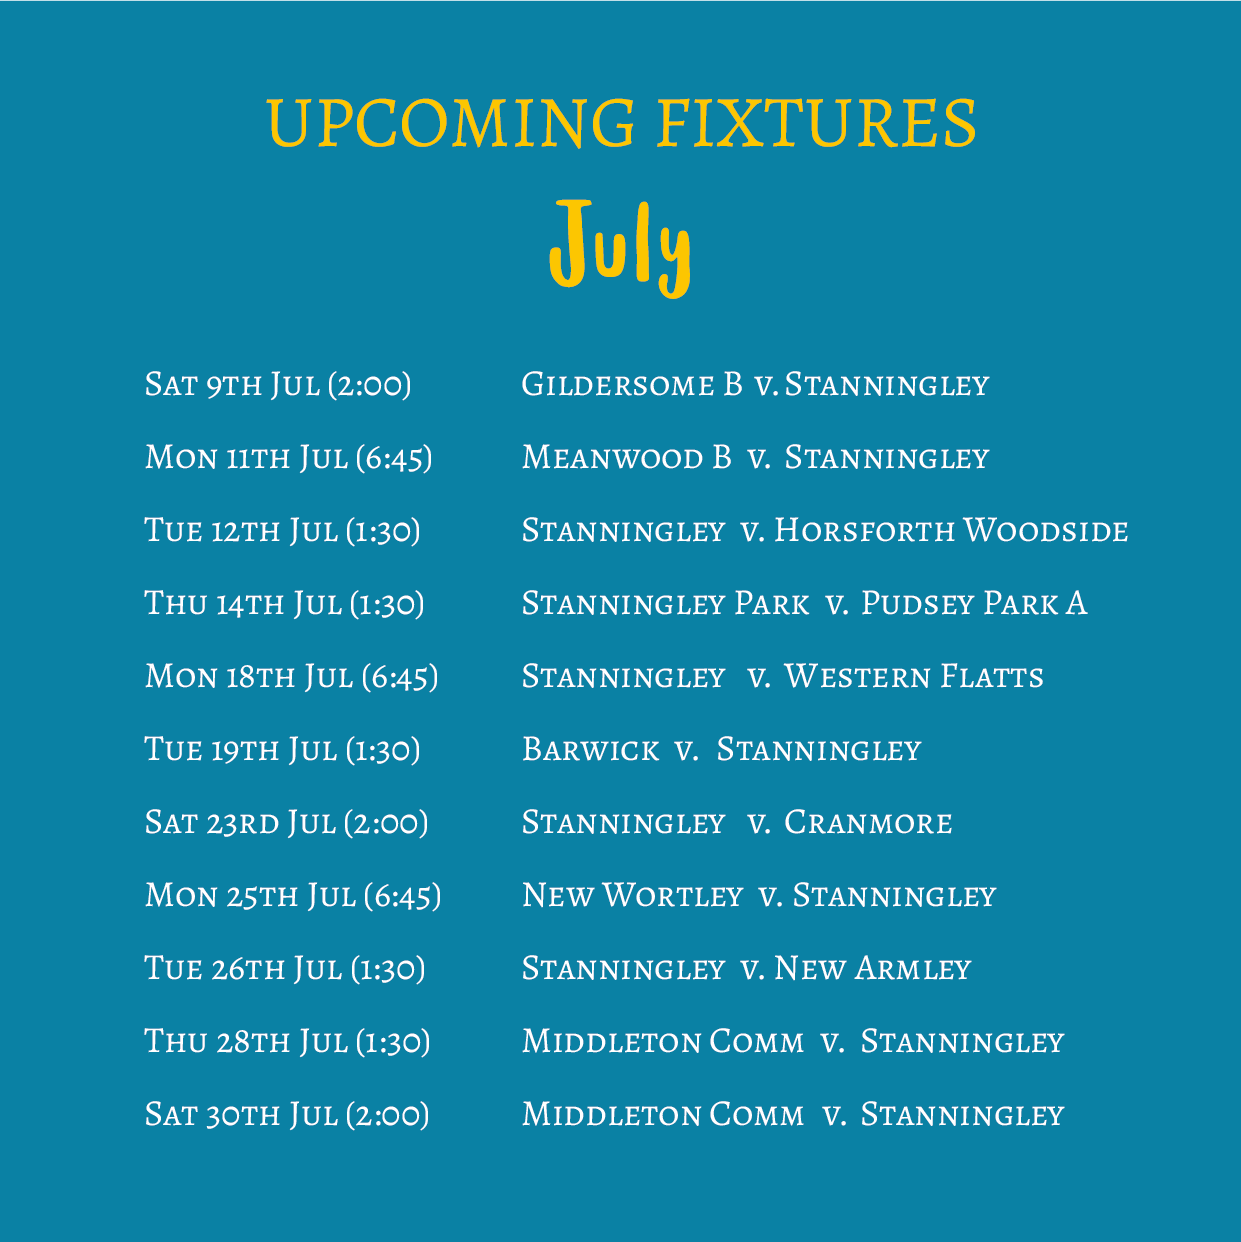 UPCOMING FIXTURES
July
Sat 9th Jul (2:00) Gildersome B v. Stanningley
Mon 11th Jul (6:45) Meanwood B v. Stanningley
Tue 12th Jul (1:30) Stanningley v. Horsforth Woodside
Thu 14th Jul (1:30) Stanningley Park v. Pudsey Park A
Mon 18th Jul (6:45) Stanningley v. Western Flatts
Tue 19th Jul (1:30) Barwick v. Stanningley
Sat 23rd Jul (2:00) Stanningley v. Cranmore
Mon 25th Jul (6:45) New Wortley v. Stanningley
Tue 26th Jul (1:30) Stanningley v. New Armley
Thu 28th Jul (1:30) Middleton Comm v. Stanningley
Sat 30th Jul (2:00) Middleton Comm v. Stanningley